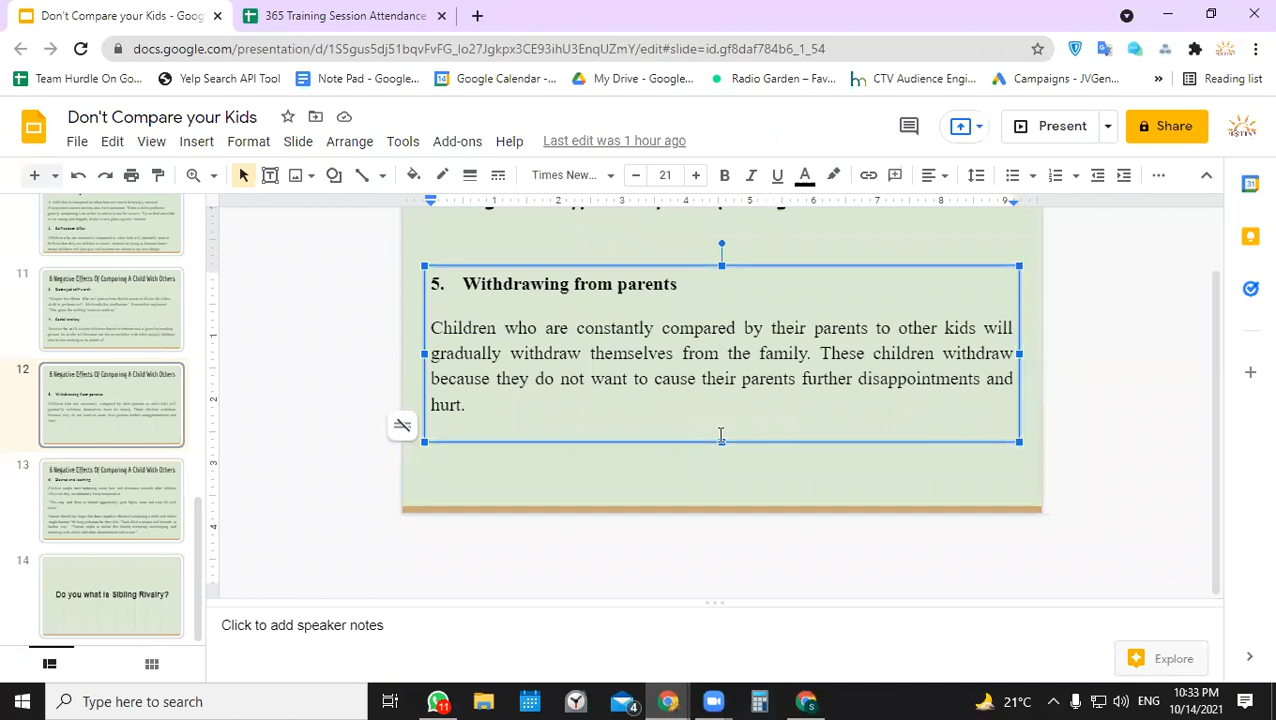 Don't Compare your Kids - Goo
365 Training Session Attendance
docs.google.com/presentation/d/1S5gus5dj51bqvFvFG_lo27Jgkpx3CE93ihU3EnqUZmY/edit#slide=id.gf8df784b6_1_54
Team Hurdle On Go...
Yelp Search API Tool
Note Pad - Google...
Google Calendar -...
My Drive - Google...
Radio Garden – Fav...
CTV Audience Engi...
Campaigns - JVGen...
»
Reading list
Don't Compare your Kids
File Edit View Insert Format Slide Arrange Tools Add-ons Help Last edit was 1 hour ago
Present
Share
Times New...
21
11
6 Negative Effects Of Comparing A Child With Others
12
6 Negative Effects Of Comparing A Child With Others
5. Withdrawing from parents
13
6 Negative Effects Of Comparing A Child With Others
14
Do you what is Sibling Rivalry?
5. Withdrawing from parents
Children who are constantly compared by their parents to other kids will
gradually withdraw themselves from the family. These children withdraw
because they do not want to cause their parents further disappointments and
hurt.
Click to add speaker notes
Explore
Type here to search
11
4
21°C
ENG
10:33 PM
10/14/2021